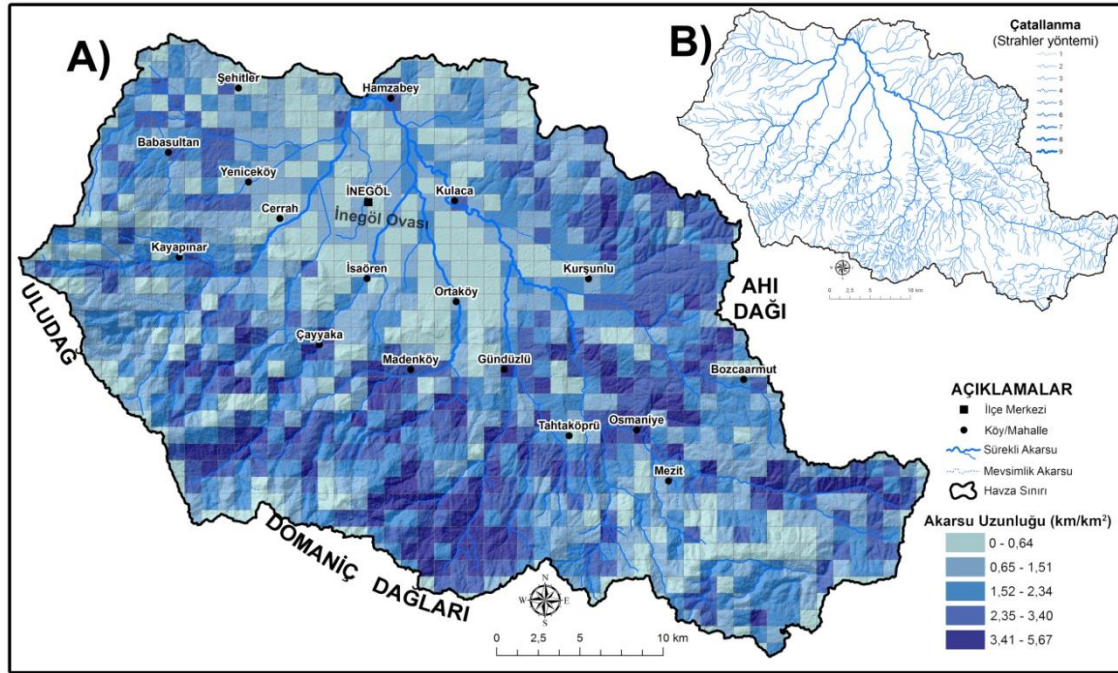 A)
Şehitler
Hamzabey
Babasultan
Yeniceköy
İNEGÖL
Kulaca
İnegöl Ovası
Cerrah
Kayapınar
İsaören
Kurşunlu
Ortaköy
Çayyaka
Madenköy
Gündüzlü
Bozcaarmut
Tahtaköprü
Osmaniye
Mezit
ULUDAĞ
DOMANİÇ DAĞLARI
AHI
DAĞI
N
W
E
S
0 2,5 5 10 km
B)
Çatallanma
(Strahler yöntemi)
1
2
3
4
5
6
7
8
9
0 2,5 5 10 km
AÇIKLAMALAR
İlçe Merkezi
Köy/Mahalle
Sürekli Akarsu
Mevsimlik Akarsu
Havza Sınırı
Akarsu Uzunluğu (km/km²)
0 - 0,64
0,65 - 1,51
1,52 - 2,34
2,35 - 3,40
3,41 - 5,67